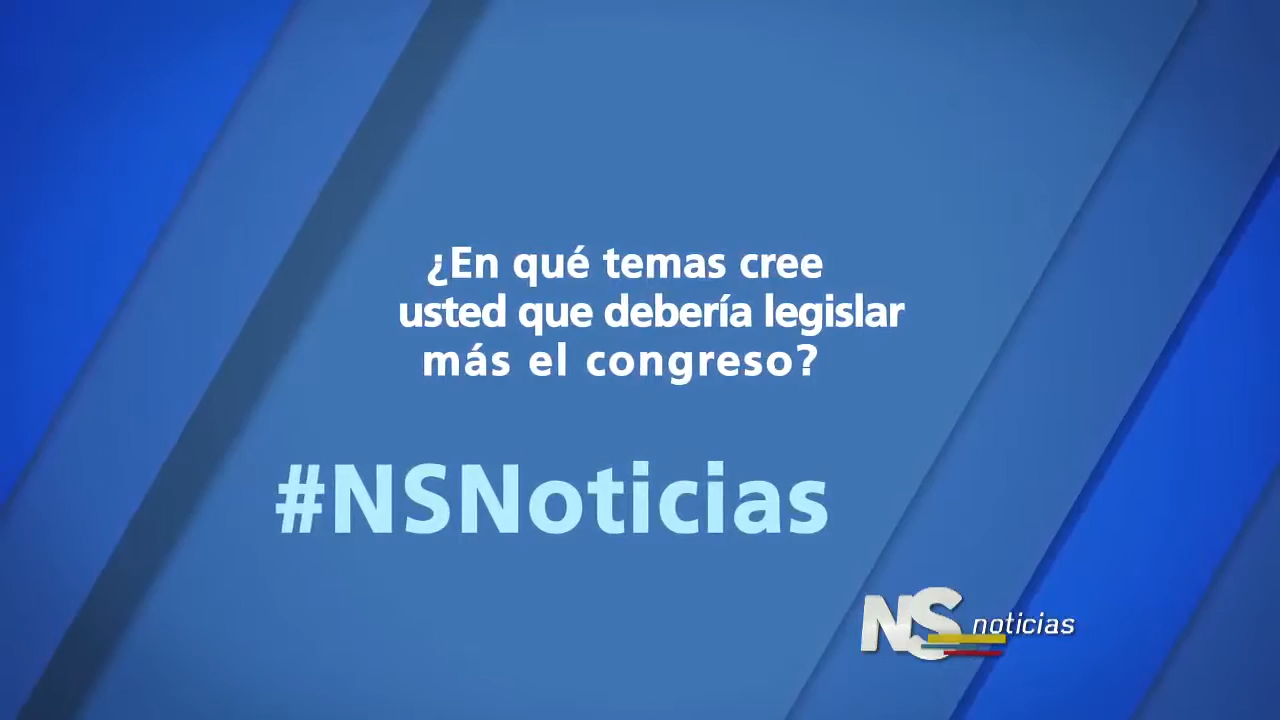 ¿En qué temas cree
usted que debería legislar
más el congreso?
#NSNoticias
NS noticias